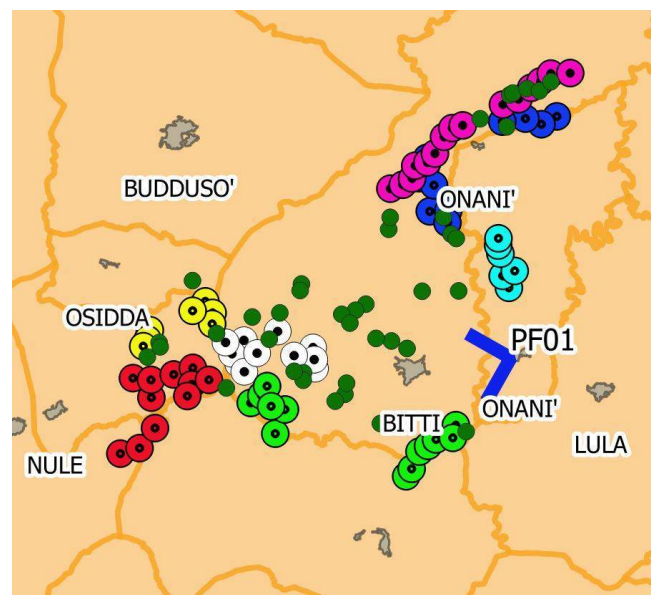 BUDDUSO'
ONANI'
OSIDDA
PF01
ONANI'
BITTI
LULA
NULE